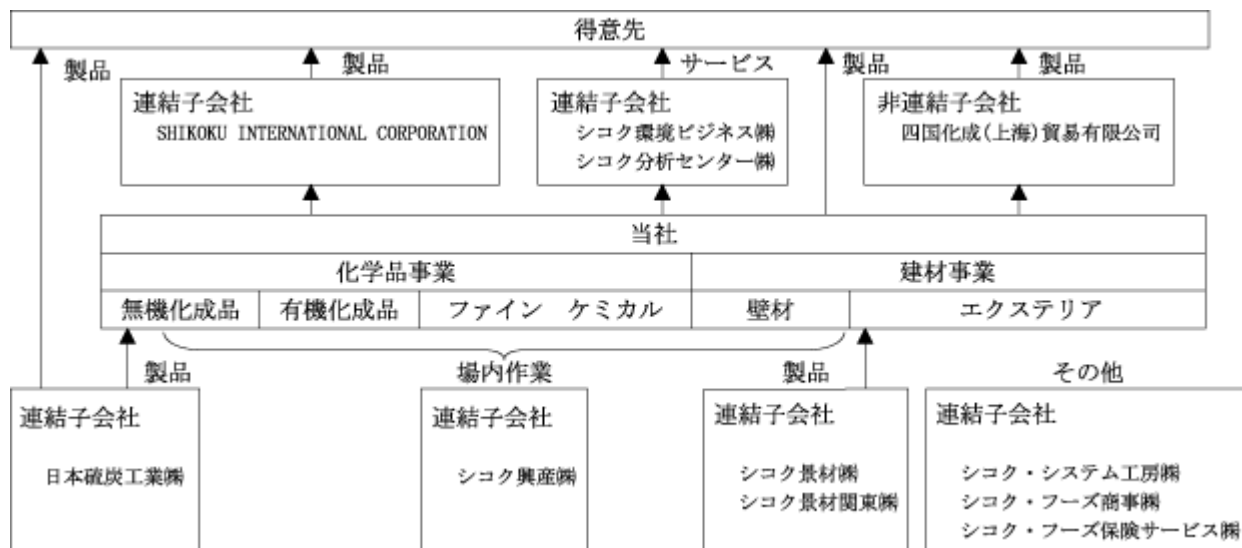 得意先
製品
製品
サービス
製品
製品
連結子会社
SHIKOKU INTERNATIONAL CORPORATION
連結子会社
シコク環境ビジネス㈱
シコク分析センター㈱
非連結子会社
四国化成(上海)貿易有限公司
当社
化学品事業
建材事業
無機化成品
有機化成品
ファイン ケミカル
壁材
エクステリア
製品
場内作業
製品
その他
連結子会社
日本硫炭工業㈱
連結子会社
シコク興産㈱
連結子会社
シコク景材㈱
シコク景材関東㈱
連結子会社
シコク・システム工房㈱
シコク・フーズ商事㈱
シコク・フーズ保険サービス㈱